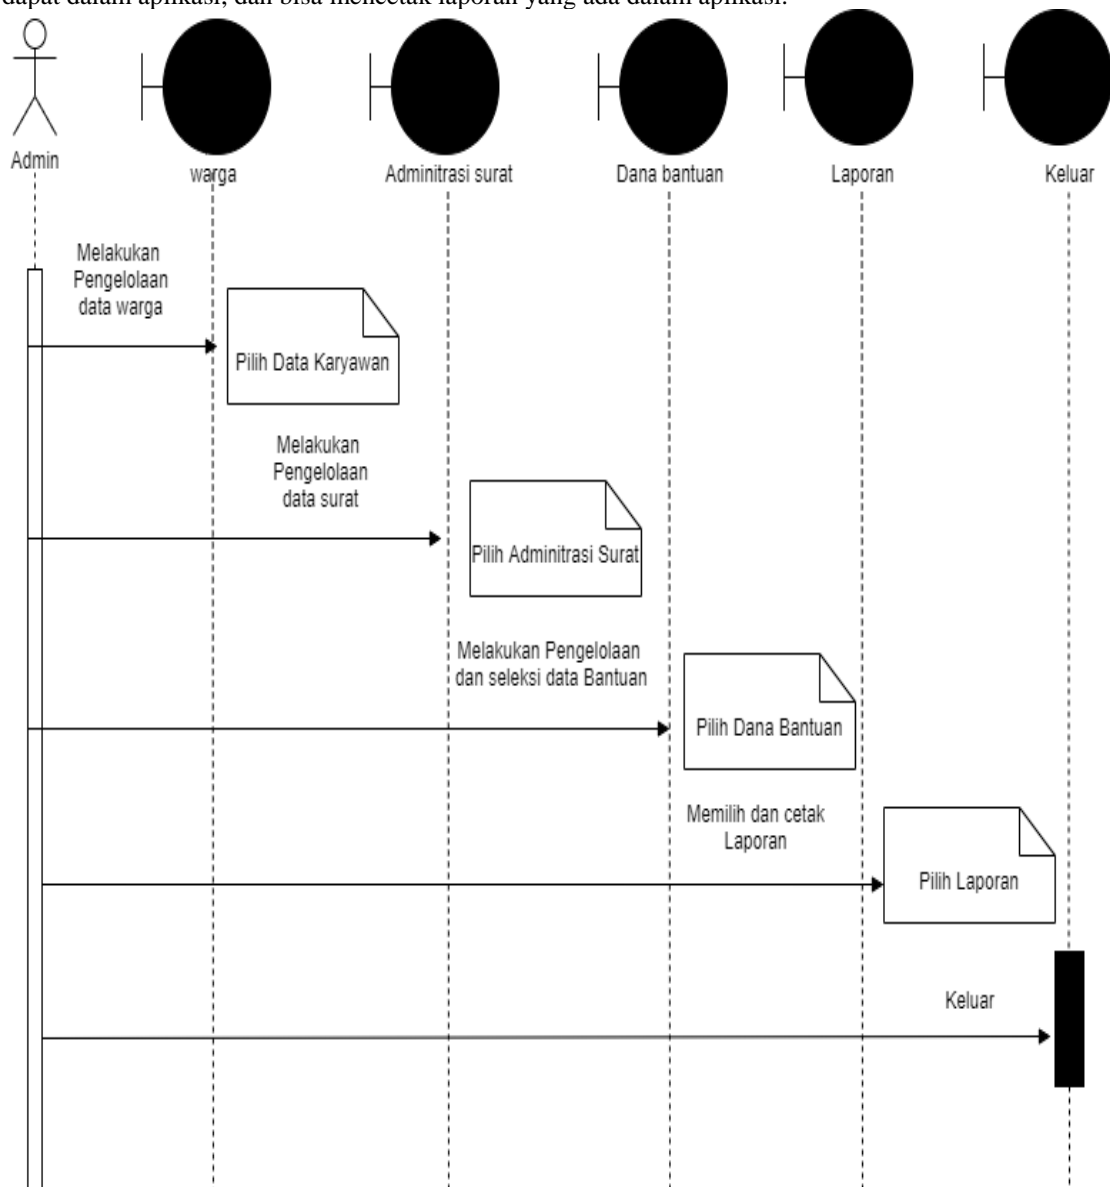 dapat dalam aplikasi, dan bisa mencetak laporan yang ada dalam aplikasi.
Admin
warga
Adminitrasi surat
Dana bantuan
Laporan
Keluar
Melakukan
Pengelolaan
data warga
Pilih Data Karyawan
Melakukan
Pengelolaan
data surat
Pilih Adminitrasi Surat
Melakukan Pengelolaan
dan seleksi data Bantuan
Pilih Dana Bantuan
Memilih dan cetak
Laporan
Pilih Laporan
Keluar